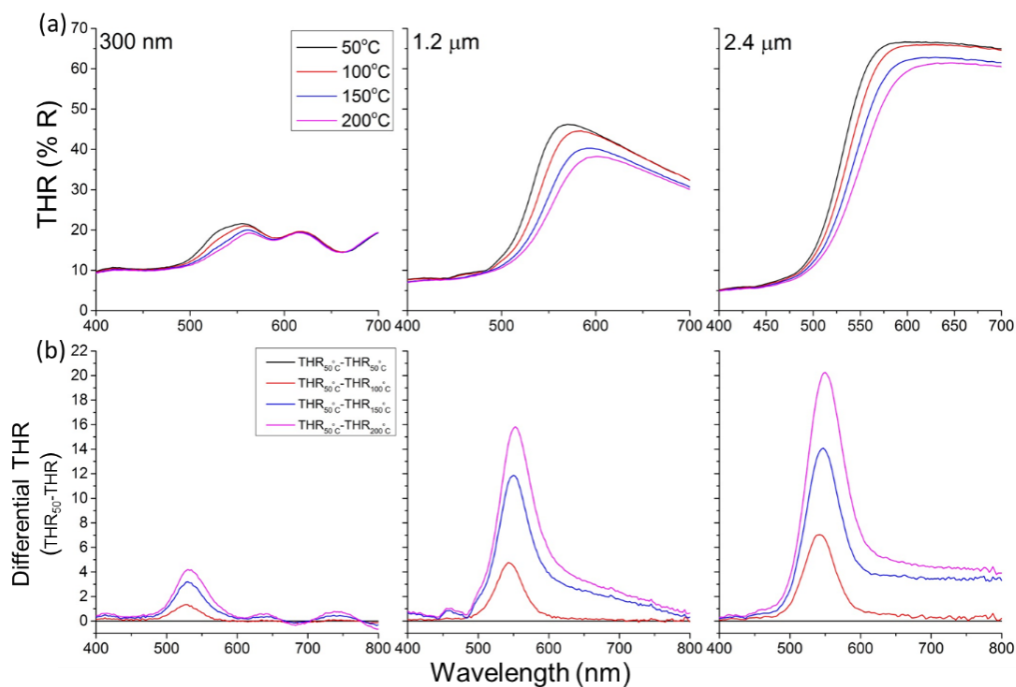 (a)
300 nm
50°C
100°C
150°C
200°C
1.2 μm
2.4 μm
THR (% R)
70
60
50
40
30
20
10
0
400 500 600 700
400 500 600 700
400 450 500 550 600 650 700
(b)
THR50°C-THR50°C
THR50°C-THR100°C
THR50°C-THR150°C
THR50°C-THR200°C
Differential THR
(THR50-THR)
22
20
18
16
14
12
10
8
6
4
2
0
400 500 600 700 800
400 500 600 700 800
400 500 600 700 800
Wavelength (nm)